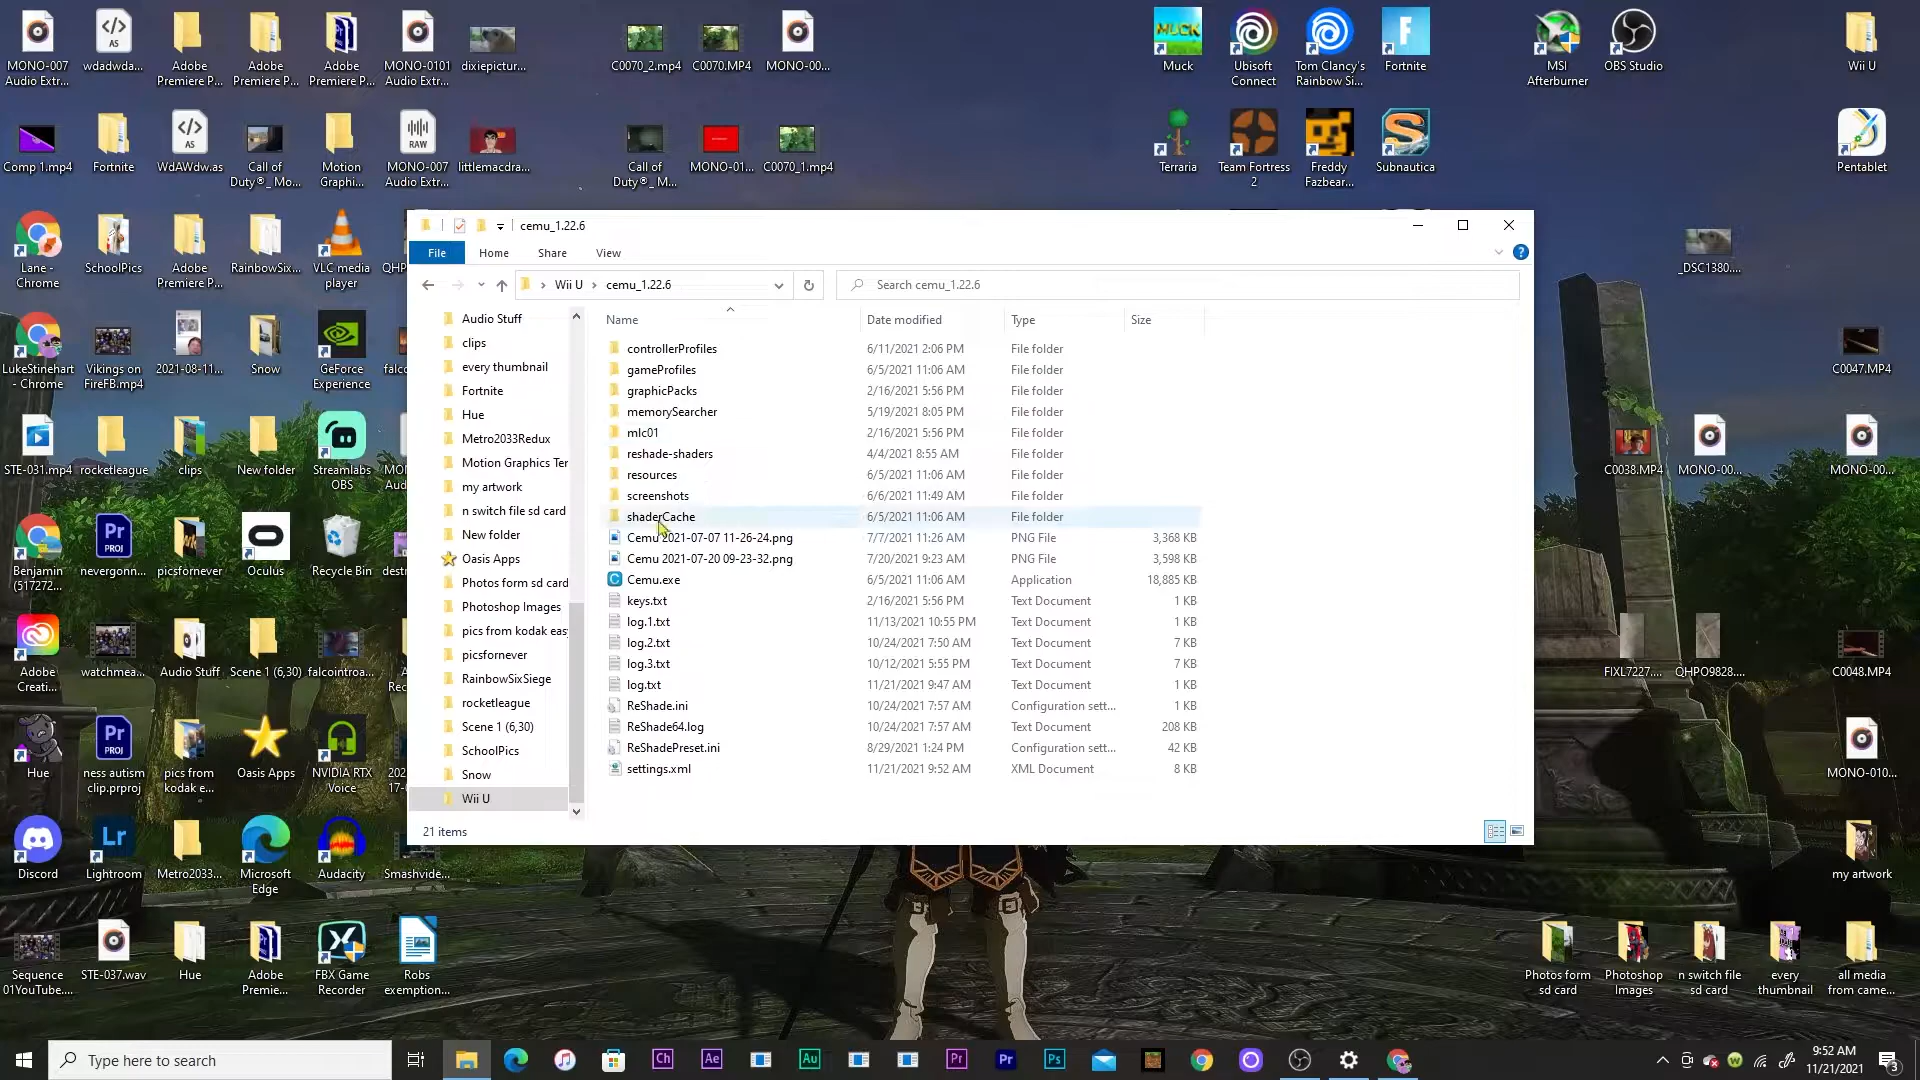 MONO-007
Audio Extr...
wdadwda...
Adobe
Premiere P...
Adobe
Premiere P...
Adobe
Premiere P...
MONO-0101
Audio Extr...
dixiepictur...
C0070_2.mp4
C0070.MP4
MONO-00...
Muck
Ubisoft
Connect
Tom Clancy's
Rainbow Si...
Fortnite
MSI
Afterburner
OBS Studio
Wii U
Comp 1.mp4
Fortnite
WdAWdw.as
Call of
Duty®_ Mo...
Motion
Graphi...
MONO-007
Audio Extr...
littlemacdra...
Call of
Duty®_ M...
MONO-01...
C0070_1.mp4
Terraria
Team Fortress
2
Freddy
Fazbear...
Subnautica
Pentablet
cemu_1.22.6
File
Home
Share
View
Wii U
cemu_1.22.6
Search cemu_1.22.6
Name
Date modified
Type
Size
controllerProfiles 6/11/2021 2:06 PM File folder
gameProfiles 6/5/2021 11:06 AM File folder
graphicPacks 2/16/2021 5:56 PM File folder
memorySearcher 5/19/2021 8:05 PM File folder
mlc01 2/16/2021 5:56 PM File folder
reshade-shaders 4/4/2021 8:55 AM File folder
resources 6/5/2021 11:06 AM File folder
screenshots 6/6/2021 11:49 AM File folder
shaderCache 6/5/2021 11:06 AM File folder
Cemu 2021-07-07 11-26-24.png 7/7/2021 11:26 AM PNG File 3,368 KB
Cemu 2021-07-20 09-23-32.png 7/20/2021 9:23 AM PNG File 3,598 KB
Cemu.exe 6/5/2021 11:06 AM Application 18,885 KB
keys.txt 2/16/2021 5:56 PM Text Document 1 KB
log.1.txt 11/13/2021 10:55 PM Text Document 1 KB
log.2.txt 10/24/2021 7:50 AM Text Document 7 KB
log.3.txt 10/12/2021 5:55 PM Text Document 7 KB
log.txt 11/21/2021 9:47 AM Text Document 1 KB
ReShade.ini 10/24/2021 7:57 AM Configuration sett... 1 KB
ReShade64.log 10/24/2021 7:57 AM Text Document 208 KB
ReShadePreset.ini 8/29/2021 1:24 PM Configuration sett... 42 KB
settings.xml 11/21/2021 9:52 AM XML Document 8 KB
Audio Stuff
clips
every thumbnail
Fortnite
Hue
Metro2033Redux
Motion Graphics Ter
my artwork
n switch file sd card
New folder
Oasis Apps
Photos form sd card
Photoshop Images
pics from kodak eas
picsfornever
RainbowSixSiege
rocketleague
Scene 1 (6,30)
SchoolPics
Snow
Wii U
21 items
Lane -
Chrome
SchoolPics
Adobe
Premiere P...
RainbowSix...
VLC media
player
QHP
_DSC1380....
LukeStinehart
- Chrome
Vikings on
FireFB.mp4
2021-08-11...
Snow
GeForce
Experience
falco
C0047.MP4
STE-031.mp4
rocketleague
clips
New folder
Streamlabs
OBS
C0038.MP4
MONO-00...
MONO-00...
Benjamin
(517272...
nevergonn...
picsfornever
Oculus
Recycle Bin
Adobe
Creati...
watchmea...
Audio Stuff
Scene 1 (6,30)
falcointroa...
FIXL7227....
QHPO9828....
C0048.MP4
Hue
ness autism
clip.prproj
pics from
kodak e...
Oasis Apps
NVIDIA RTX
Voice
MONO-010...
Discord
Lightroom
Metro2033...
Microsoft
Edge
Audacity
Smashvide...
my artwork
Sequence
01YouTube....
STE-037.wav
Hue
Adobe
Premie...
FBX Game
Recorder
Robs
exemption...
Photos form
sd card
Photoshop
Images
n switch file
sd card
every
thumbnail
all media
from came...
Type here to search
9:52 AM
11/21/2021
3